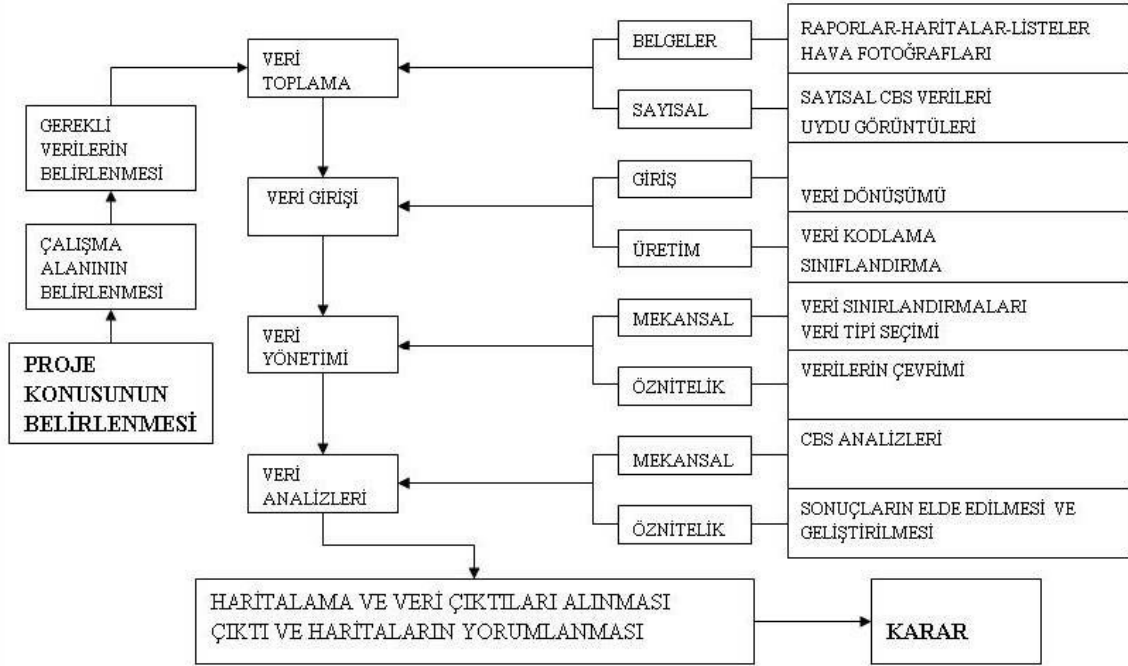 PROJE
KONUSUNUN
BELİRLENMESİ
ÇALIŞMA
ALANININ
BELİRLENMESİ
GEREKLİ
VERİLERİN
BELİRLENMESİ
VERİ
TOPLAMA
BELGELER
RAPORLAR-HARİTALAR-LİSTELER
HAVA FOTOĞRAFLARI
SAYISAL
SAYISAL CBS VERİLERİ
UYDU GÖRÜNTÜLERİ
VERİ GİRİŞİ
GİRİŞ
VERİ DÖNÜŞÜMÜ
ÜRETİM
VERİ KODLAMA
SINIFLANDIRMA
VERİ
YÖNETİMİ
MEKANSAL
VERİ SINIRLANDIRMALARI
VERİ TİPİ SEÇİMİ
ÖZNİTELİK
VERİLERİN ÇEVRİMİ
VERİ
ANALİZLERİ
MEKANSAL
CBS ANALİZLERİ
ÖZNİTELİK
SONUÇLARIN ELDE EDİLMESİ VE
GELİŞTİRİLMESİ
HARİTALAMA VE VERİ ÇIKTILARI ALINMASI
ÇIKTI VE HARİTALARIN YORUMLANMASI
KARAR